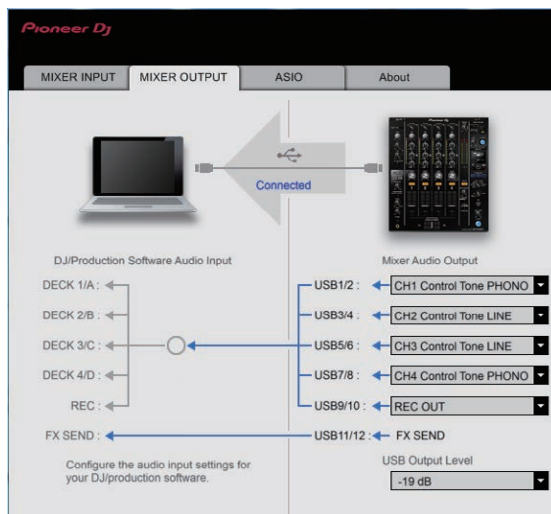 Pioneer Dj
MIXER INPUT
MIXER OUTPUT
ASIO
About
Connected
DJ/Production Software Audio Input
Mixer Audio Output
DECK 1/A :
USB1/2 :
CH1 Control Tone PHONO
DECK 2/B :
USB3/4 :
CH2 Control Tone LINE
DECK 3/C :
USB5/6 :
CH3 Control Tone LINE
DECK 4/D :
USB7/8 :
CH4 Control Tone PHONO
REC :
USB9/10 :
REC OUT
FX SEND :
USB11/12 :
FX SEND
Configure the audio input settings for
your DJ/production software.
USB Output Level
-19 dB